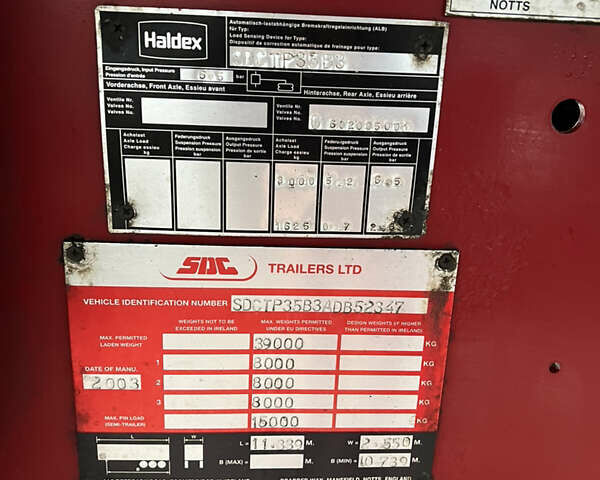 NOTTS
Haldex
Automatisch-lastabhängige Bremskraftregeleinrichtung (ALB)
für Typ:
Load Sensing Device for Type:
Dispositif de correction automatique de freinage pour type:
SDCTP35B3
Eingangsdruck, Input Pressure
Pression d'entrée 6.5 bar
Vorderachse, Front Axle, Essieu avant
Hinterachse, Rear Axle, Essieu arrière
Ventile Nr.
Valves No.
Valves No.
Ventile Nr.
Valves No.
Valves No.
Achslast
Axle Load
Charge essieu
kg
Federungsdruck
Suspension Pressure
Pression suspension
bar
Ausgangsdruck
Output Pressure
Pression de sortie
bar
Achslast
Axle Load
Charge essieu
kg
Federungsdruck
Suspension Pressure
Pression suspension
bar
Ausgangsdruck
Output Pressure
Pression de sortie
bar
8000 5.2 6.5
1625 0.7
SDC TRAILERS LTD
VEHICLE IDENTIFICATION NUMBER SDCTP35B3ADB52347
WEIGHTS NOT TO BE
EXCEEDED IN IRELAND
MAX. WEIGHTS PERMITTED
UNDER EU DIRECTIVES
DESIGN WEIGHTS IF HIGHER
THAN PERMITTED IN IRELAND.
MAX. PERMITTED
LADEN WEIGHT 39000 KG
1 8000 KG
DATE OF MANU.
2003 2 8000 KG
3 8000 KG
MAX. PIN LOAD
(SEMI-TRAILER) 15000 KG
L W L = 11.339 M. W = 2.550 M.
B (MAX) = M. B (MIN) = 10.739 M.
MANSFIELD, NOTTS, ENGLAND